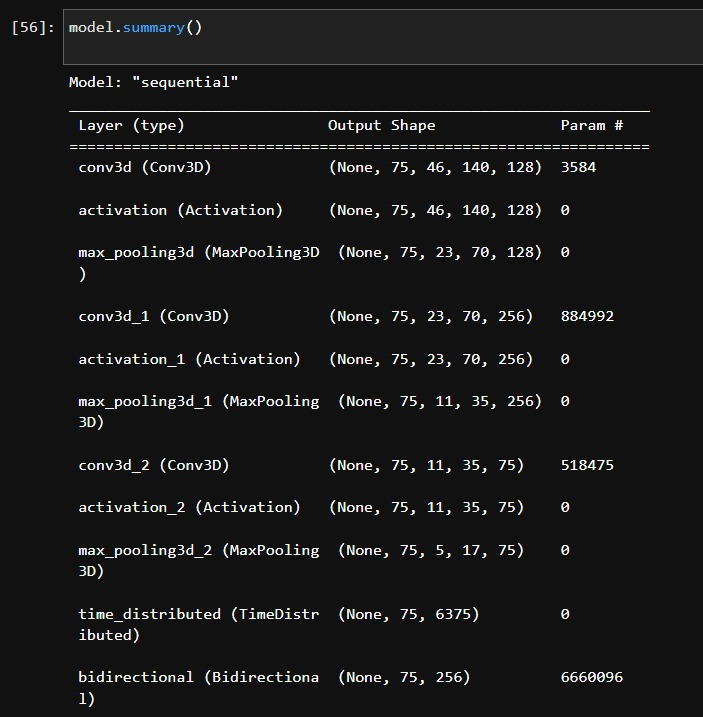 [56]: model.summary()
Model: "sequential"
Layer (type) Output Shape Param #
conv3d (Conv3D) (None, 75, 46, 140, 128) 3584
activation (Activation) (None, 75, 46, 140, 128) 0
max_pooling3d (MaxPooling3D (None, 75, 23, 70, 128) 0
)
conv3d_1 (Conv3D) (None, 75, 23, 70, 256) 884992
activation_1 (Activation) (None, 75, 23, 70, 256) 0
max_pooling3d_1 (MaxPooling (None, 75, 11, 35, 256) 0
3D)
conv3d_2 (Conv3D) (None, 75, 11, 35, 75) 518475
activation_2 (Activation) (None, 75, 11, 35, 75) 0
max_pooling3d_2 (MaxPooling (None, 75, 5, 17, 75) 0
3D)
time_distributed (TimeDistr (None, 75, 6375) 0
ibuted)
bidirectional (Bidirectiona (None, 75, 256) 6660096
l)